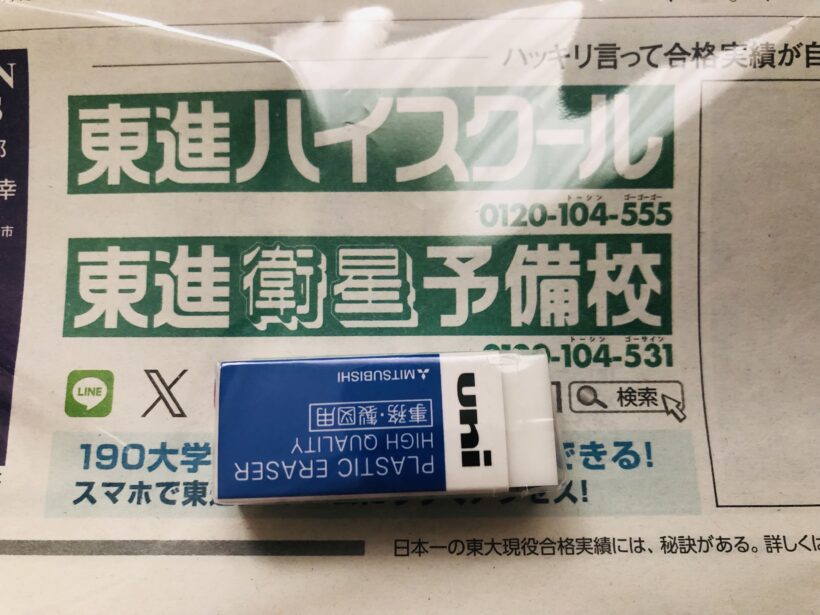 ハッキリ言って合格実績が自
東進ハイスクール
トーシン ゴーゴーゴー
0120-104-555
東進衛星予備校
トーシン ゴーサイン
0120-104-531
LINE
検索
190大学
できる!
スマホで東
セス!
uni
MITSUBISHI
事務・製図用
PLASTIC ERASER
HIGH QUALITY
日本一の東大現役合格実績には、秘訣がある。詳しくは
幸
市